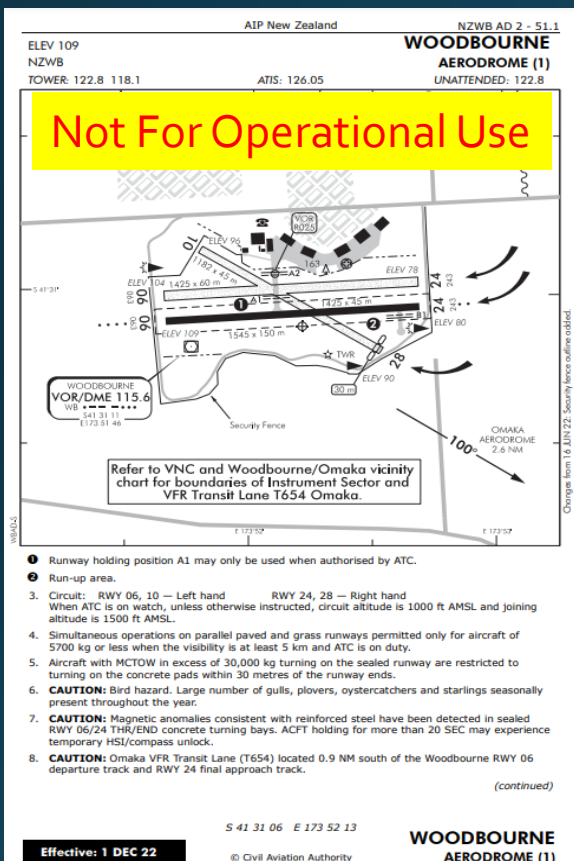 AIP New Zealand
NZWB AD 2 - 51.1
ELEV 109
NZWB
WOODBOURNE
AERODROME (1)
TOWER: 122.8 118.1
ATIS: 126.05
UNATTENDED: 122.8
Not For Operational Use
VOR
R025
ELEV 96
10
1182 x 45 m
163
A2
ELEV 78
ELEV 104
1425 x 60 m
S 41°31'
063
06
1
A1
1425 x 45 m
24
243
063
06
24
243
ELEV 109
1545 x 150 m
2
B1
ELEV 80
TWR
28
ELEV 90
30 m
WOODBOURNE
VOR/DME 115.6
WB
S41 31 11
E173 51 46
Security Fence
100°
OMAKA
AERODROME
2.6 NM
Refer to VNC and Woodbourne/Omaka vicinity
chart for boundaries of Instrument Sector and
VFR Transit Lane T654 Omaka.
E 173°52'
E 173°53'
WBAD-5
Changes from 16 JUN 22: Security fence outline added.
1 Runway holding position A1 may only be used when authorised by ATC.
2 Run-up area.
3. Circuit: RWY 06, 10 — Left hand RWY 24, 28 — Right hand
When ATC is on watch, unless otherwise instructed, circuit altitude is 1000 ft AMSL and joining
altitude is 1500 ft AMSL.
4. Simultaneous operations on parallel paved and grass runways permitted only for aircraft of
5700 kg or less when the visibility is at least 5 km and ATC is on duty.
5. Aircraft with MCTOW in excess of 30,000 kg turning on the sealed runway are restricted to
turning on the concrete pads within 30 metres of the runway ends.
6. CAUTION: Bird hazard. Large number of gulls, plovers, oystercatchers and starlings seasonally
present throughout the year.
7. CAUTION: Magnetic anomalies consistent with reinforced steel have been detected in sealed
RWY 06/24 THR/END concrete turning bays. ACFT holding for more than 20 SEC may experience
temporary HSI/compass unlock.
8. CAUTION: Omaka VFR Transit Lane (T654) located 0.9 NM south of the Woodbourne RWY 06
departure track and RWY 24 final approach track.
(continued)
S 41 31 06 E 173 52 13
WOODBOURNE
Effective: 1 DEC 22
© Civil Aviation Authority
AERODROME (1)